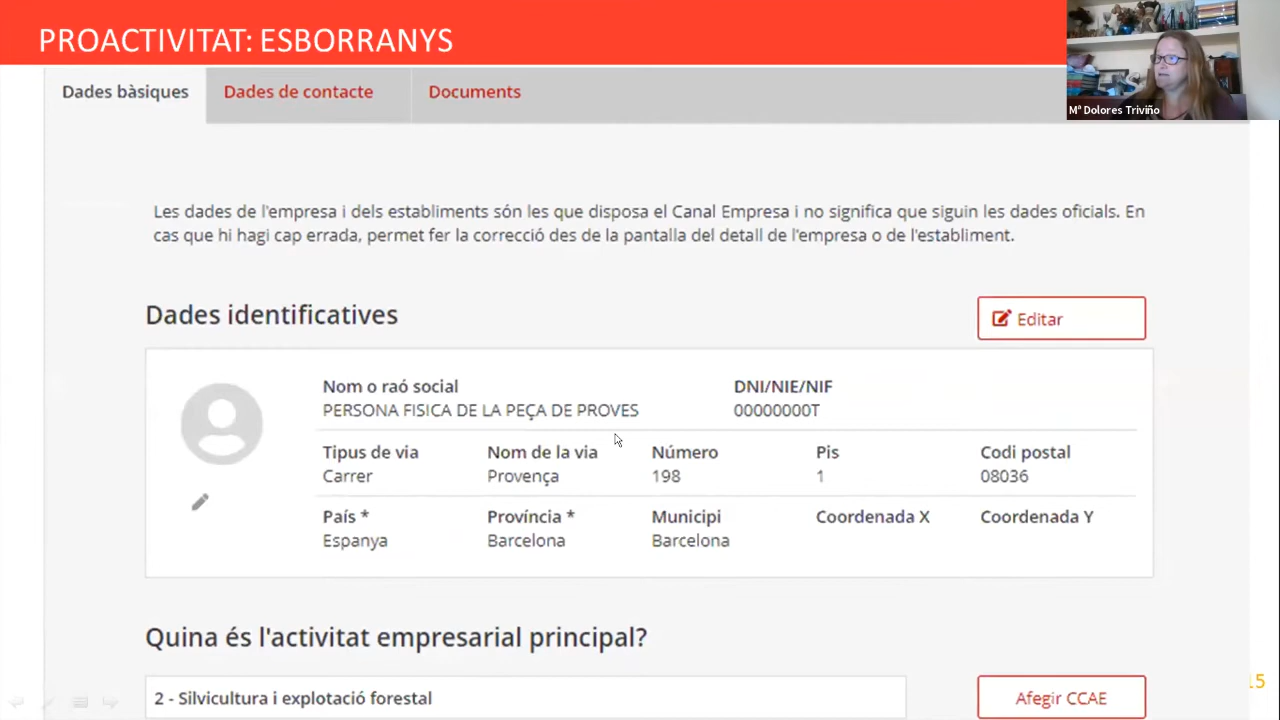 PROACTIVITAT: ESBORRANYS
Mª Dolores Triviño
Dades bàsiques
Dades de contacte
Documents
Les dades de l'empresa i dels establiments són les que disposa el Canal Empresa i no significa que siguin les dades oficials. En
cas que hi hagi cap errada, permet fer la correcció des de la pantalla del detall de l'empresa o de l'establiment.
Dades identificatives
Editar
Nom o raó social
DNI/NIE/NIF
PERSONA FISICA DE LA PEÇA DE PROVES
00000000T
Tipus de via
Nom de la via
Número
Pis
Codi postal
Carrer
Provença
198
1
08036
País *
Província *
Municipi
Coordenada X
Coordenada Y
Espanya
Barcelona
Barcelona
Quina és l'activitat empresarial principal?
2 - Silvicultura i explotació forestal
Afegir CCAE
15